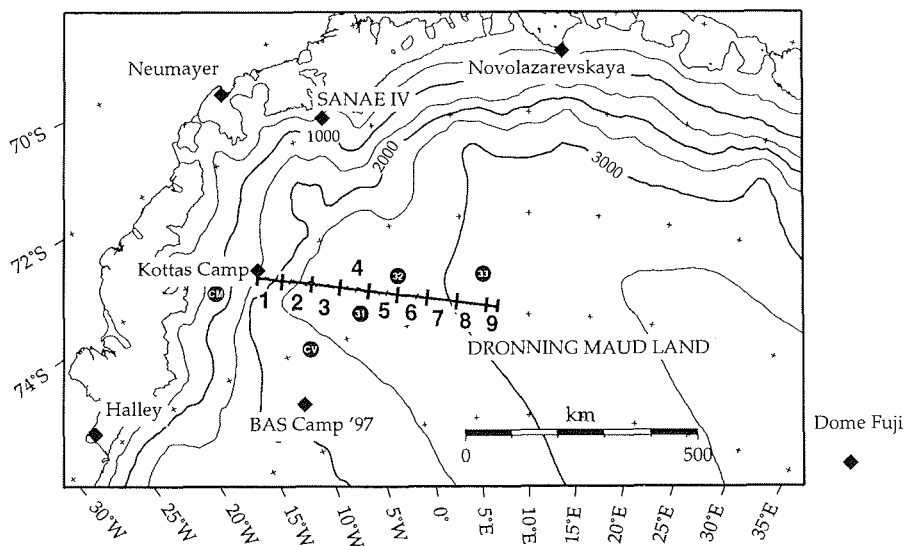 Neumayer
Novolazarevskaya
SANAE IV
70°S
1000
2000
3000
72°S
Kottas Camp
CM
1
2
3
4
5
6
7
8
9
31
32
33
CV
DRONNING MAUD LAND
74°S
Halley
BAS Camp '97
km
0
500
Dome Fuji
30°W
25°W
20°W
15°W
10°W
5°W
0°
5°E
10°E
15°E
20°E
25°E
30°E
35°E